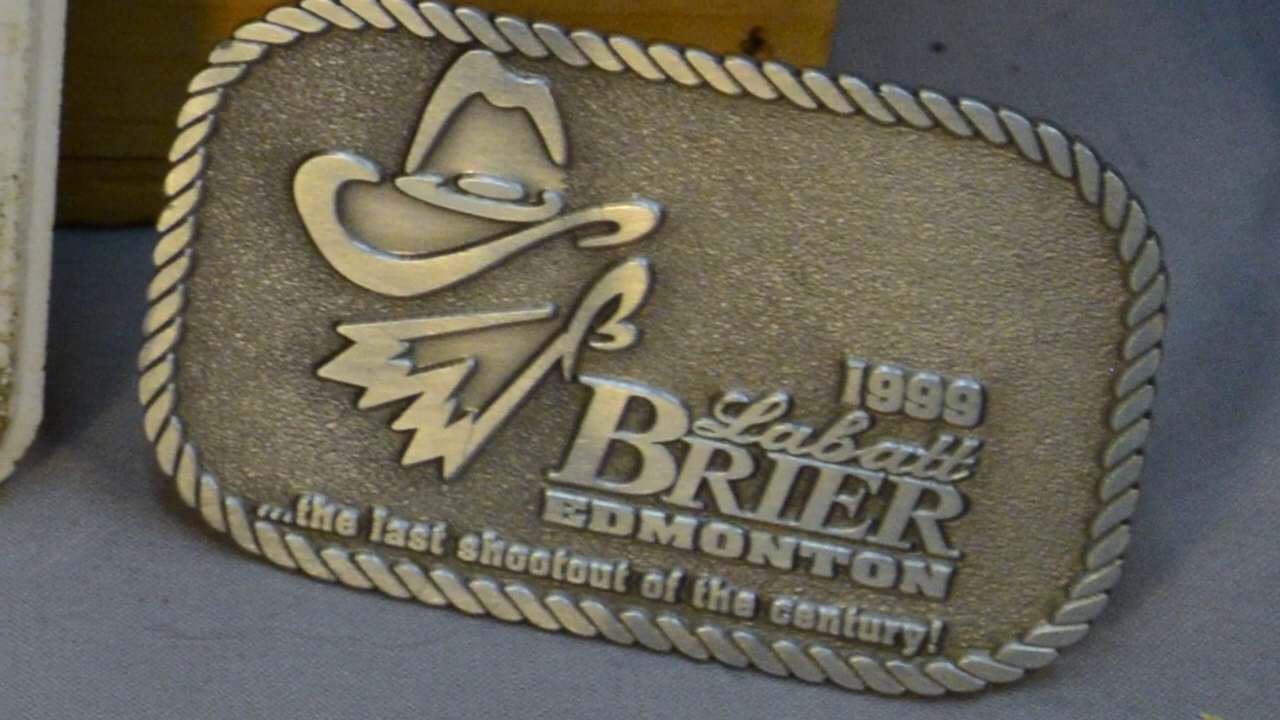 1999
Labatt
BRIER
EDMONTON
...the last shootout of the century!